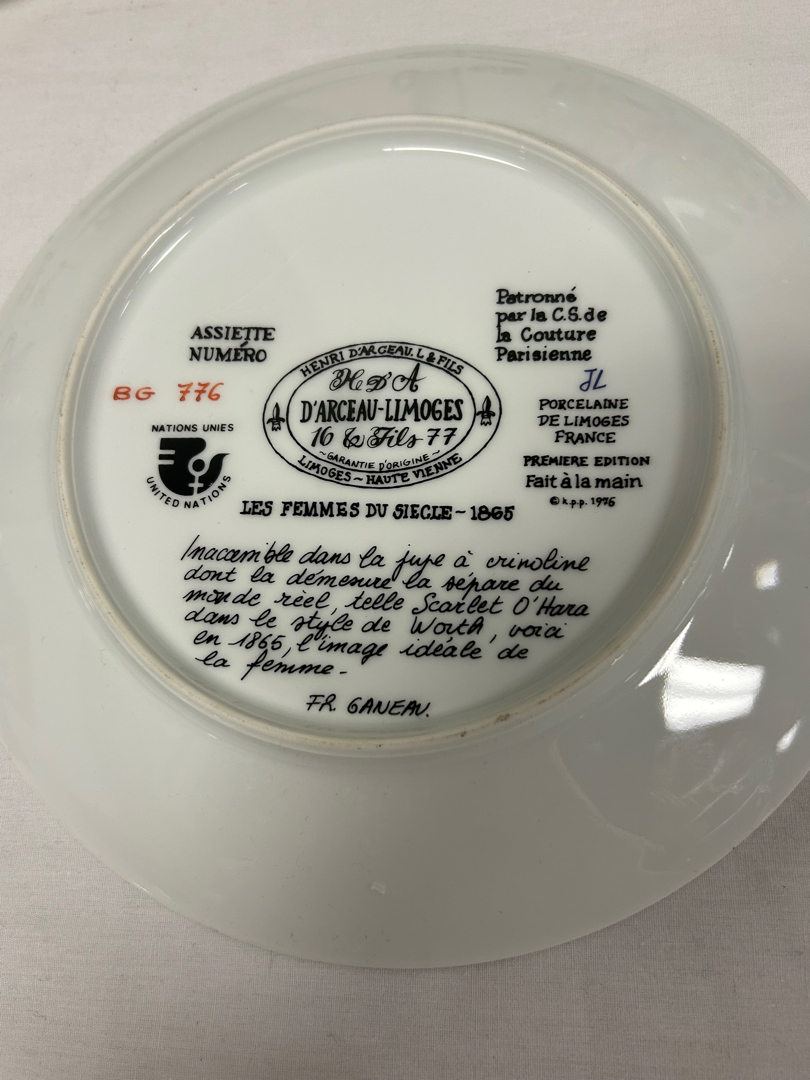 Patronné
par la C.S. de
la Couture
Parisienne
ASSIETTE
NUMÉRO
BG 776
HENRI D'ARCEAU. L & FILS
H D'A
D'ARCEAU-LIMOGES
16 & Fils 77
~GARANTIE D'ORIGINE~
LIMOGES ~ HAUTE VIENNE
JL
PORCELAINE
DE LIMOGES
FRANCE
PREMIERE EDITION
Fait à la main
© k.p.p. 1976
NATIONS UNIES
UNITED NATIONS
LES FEMMES DU SIECLE ~ 1865
Inaccessible dans la jupe à crinoline
dont la démesure la sépare du
monde réel, telle Scarlet O'Hara
dans le style de Worth, voici
en 1865, l'image idéale de
la femme -
FR. GANEAU.